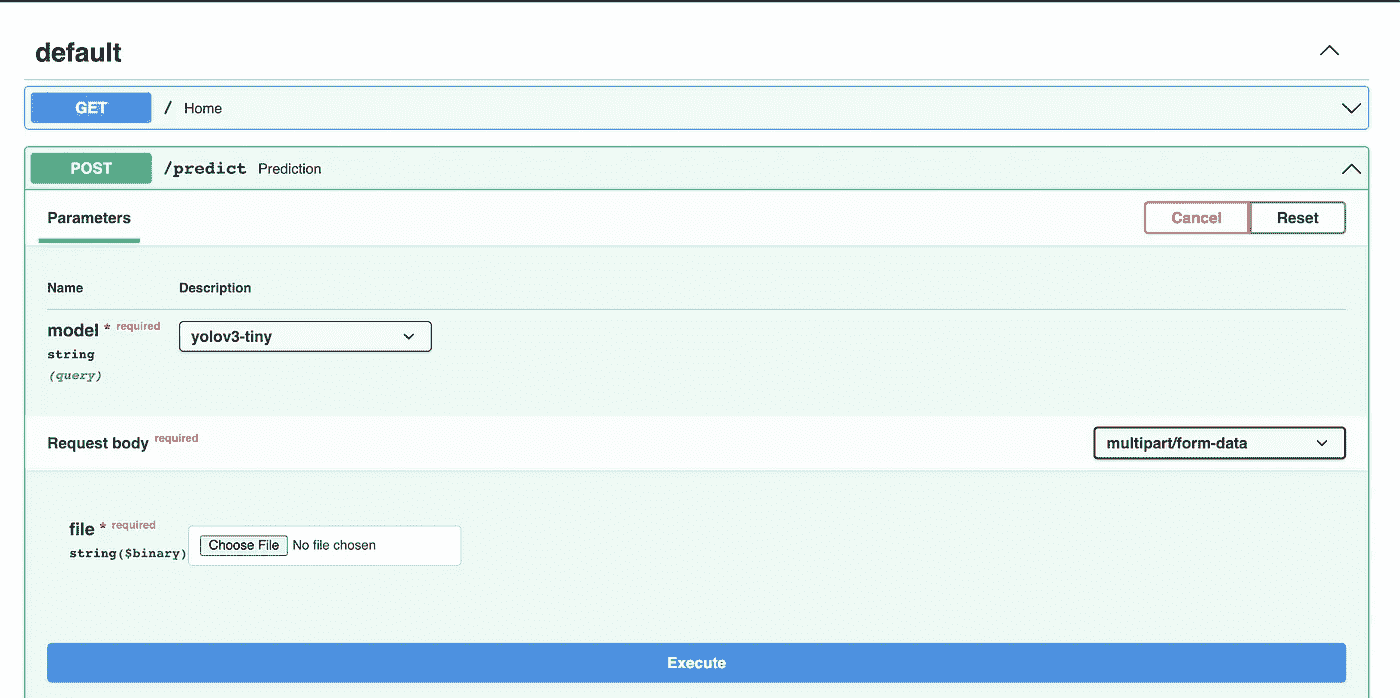 default
GET / Home
POST /predict Prediction
Parameters
Cancel Reset
Name Description
model * required yolov3-tiny
string
(query)
Request body required multipart/form-data
file * required
string($binary) Choose File No file chosen
Execute